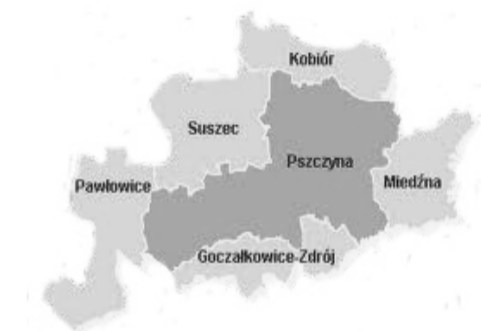 Kobiór
Suszec
Pszczyna
Pawłowice
Miedźna
Goczałkowice-Zdrój